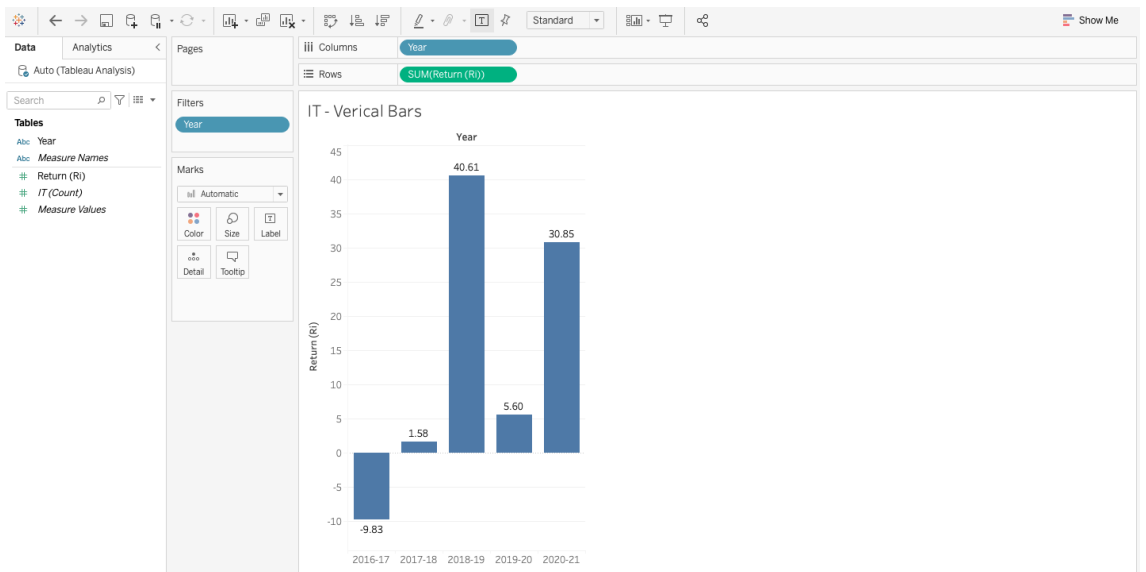 Standard
Show Me
Data
Analytics
Auto (Tableau Analysis)
Search
Tables
Abc Year
Abc Measure Names
# Return (Ri)
# IT (Count)
# Measure Values
Pages
Filters
Year
Marks
Automatic
Color
Size
Label
Detail
Tooltip
Columns
Year
Rows
SUM(Return (Ri))
IT - Verical Bars
Year
Return (Ri)
45
40
35
30
25
20
15
10
5
0
-5
-10
-9.83
1.58
40.61
5.60
30.85
2016-17 2017-18 2018-19 2019-20 2020-21